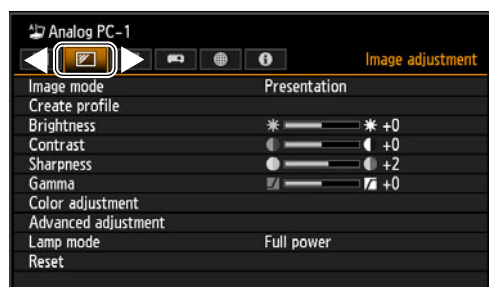 Analog PC-1
Image adjustment
Image mode Presentation
Create profile
Brightness +0
Contrast +0
Sharpness +2
Gamma +0
Color adjustment
Advanced adjustment
Lamp mode Full power
Reset